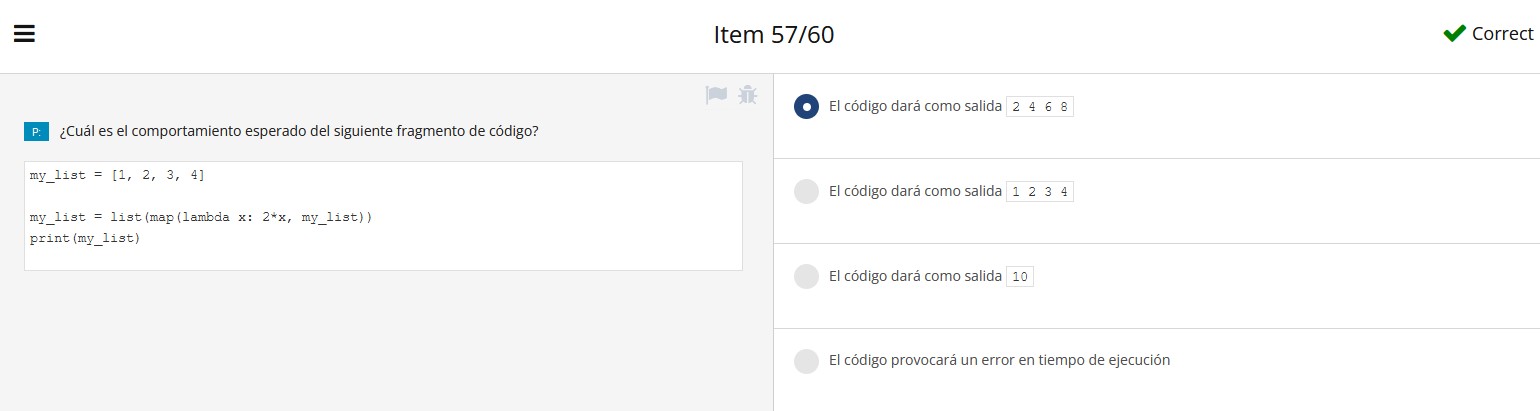 Item 57/60
Correct
P: ¿Cuál es el comportamiento esperado del siguiente fragmento de código?
my_list = [1, 2, 3, 4]
my_list = list(map(lambda x: 2*x, my_list))
print(my_list)
El código dará como salida 2 4 6 8
El código dará como salida 1 2 3 4
El código dará como salida 10
El código provocará un error en tiempo de ejecución